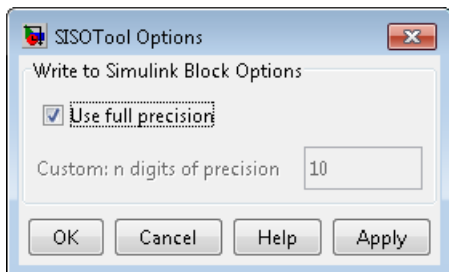 SISOTool Options
Write to Simulink Block Options
Use full precision
Custom: n digits of precision 10
OK Cancel Help Apply